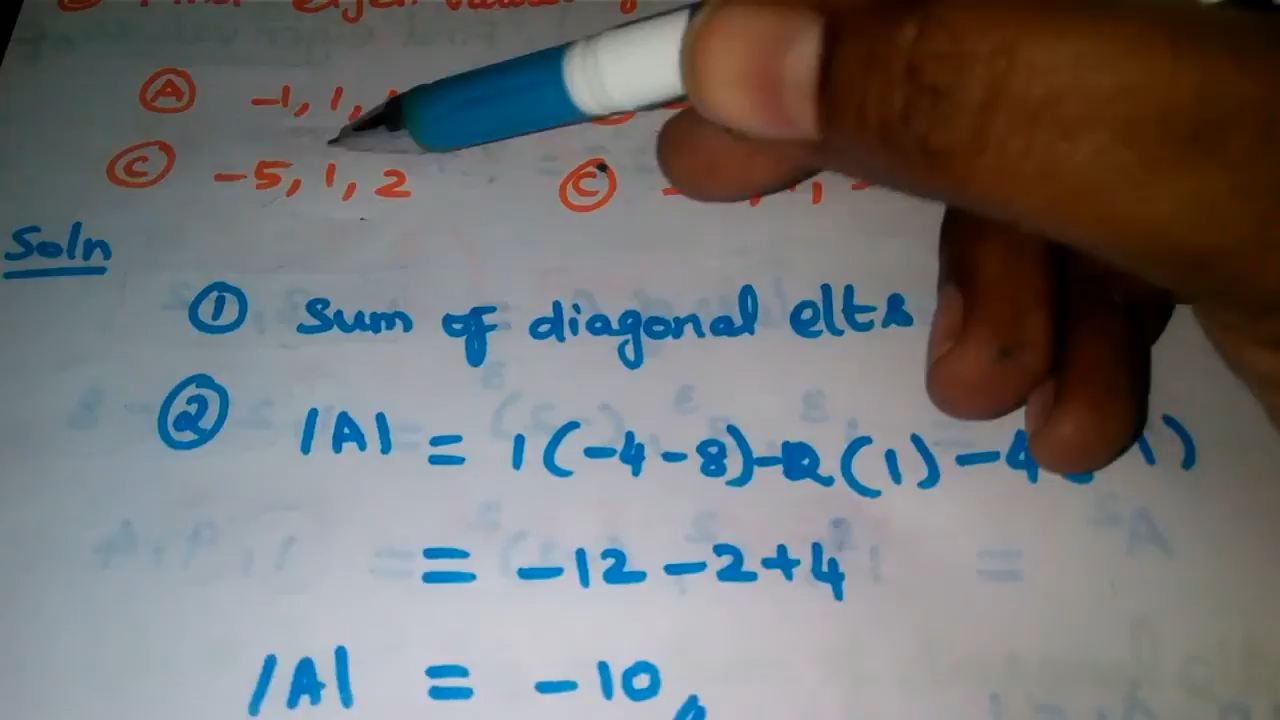 Ⓐ -1, 1,
Ⓒ -5, 1, 2 Ⓒ
Soln
① Sum of diagonal elts
② |A| = 1(-4-8)-2(1)-4
= -12-2+4
|A| = -10